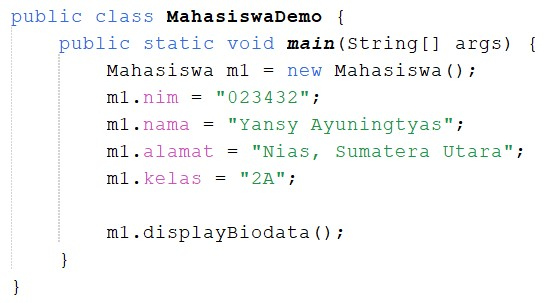 public class MahasiswaDemo {
    public static void main(String[] args) {
        Mahasiswa m1 = new Mahasiswa();
        m1.nim = "023432";
        m1.nama = "Yansy Ayuningtyas";
        m1.alamat = "Nias, Sumatera Utara";
        m1.kelas = "2A";

        m1.displayBiodata();
    }
}